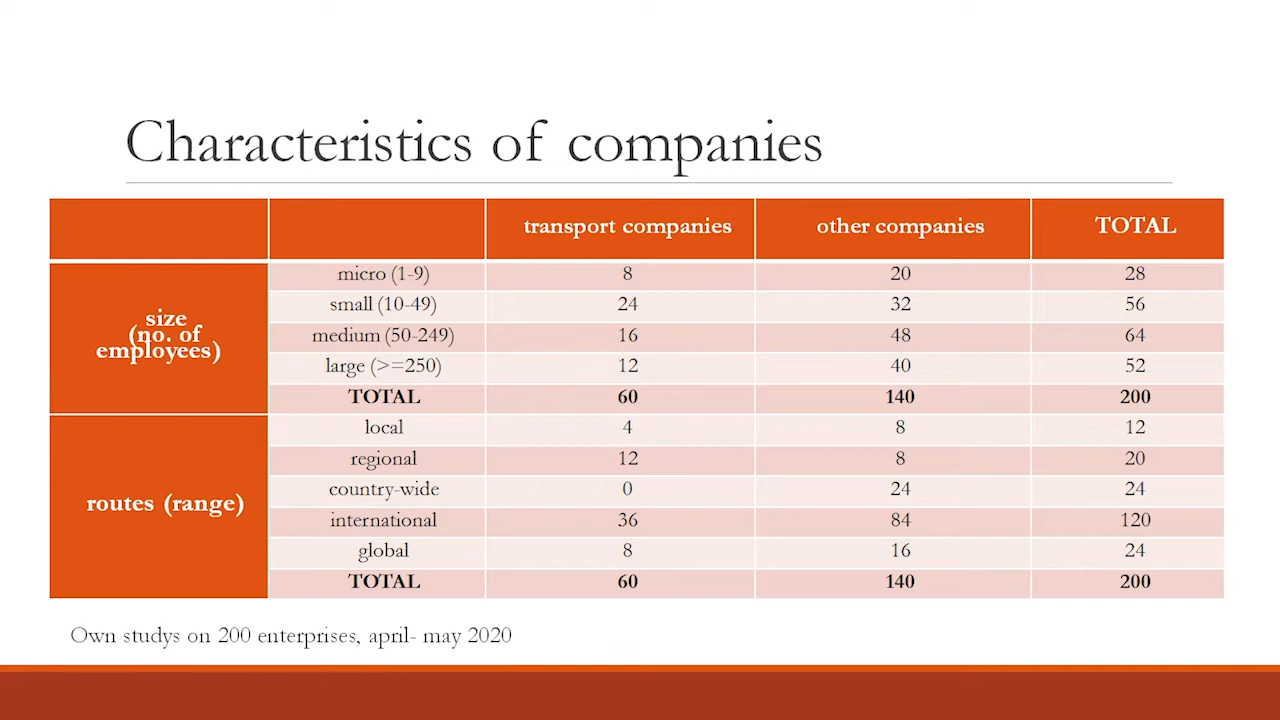 Characteristics of companies
transport companies other companies TOTAL
size
(no. of
employees)
micro (1-9) 8 20 28
small (10-49) 24 32 56
medium (50-249) 16 48 64
large (>=250) 12 40 52
TOTAL 60 140 200
routes (range)
local 4 8 12
regional 12 8 20
country-wide 0 24 24
international 36 84 120
global 8 16 24
TOTAL 60 140 200
Own studys on 200 enterprises, april- may 2020